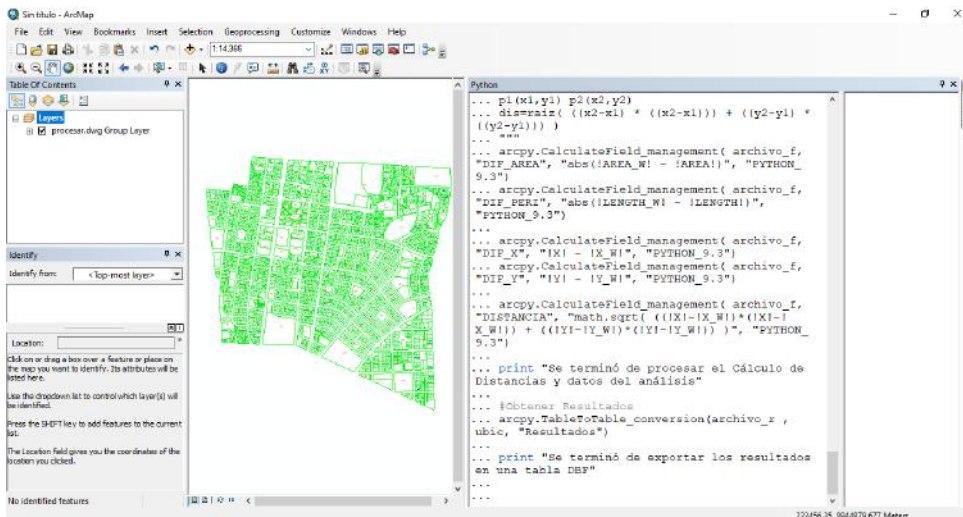 Sin título - ArcMap
File Edit View Bookmarks Insert Selection Geoprocessing Customize Windows Help
1:14,366
Table Of Contents
Layers
procesar.dwg Group Layer
Identify
Identify from: <Top-most layer>
Location:
Click on or drag a box over a feature or place on
the map you want to identify. Its attributes will be
listed here.
Use the dropdown list to control which layer(s) will
be identified.
Press the SHIFT key to add features to the current
list.
The Location field gives you the coordinates of the
location you clicked.
No identified features
Python
... p1(x1,y1) p2(x2,y2)
... dis=raiz( ((x2-x1) * ((x2-x1))) + ((y2-y1) *
((y2-y1))) )
... """
... arcpy.CalculateField_management( archivo_f,
"DIF_AREA", "abs(!AREA_W! - !AREA!)", "PYTHON_
9.3")
... arcpy.CalculateField_management( archivo_f,
"DIF_PERI", "abs(!LENGTH_W! - !LENGTH!)",
"PYTHON_9.3")
...
... arcpy.CalculateField_management( archivo_f,
"DIF_X", "!X! - !X_W!", "PYTHON_9.3")
... arcpy.CalculateField_management( archivo_f,
"DIF_Y", "!Y! - !Y_W!", "PYTHON_9.3")
...
... arcpy.CalculateField_management( archivo_f,
"DISTANCIA", "math.sqrt( ((!X!-!X_W!)*(!X!-!
X_W!)) + ((!Y!-!Y_W!)*(!Y!-!Y_W!)) )", "PYTHON_
9.3")
...
... print "Se terminó de procesar el Cálculo de
Distancias y datos del análisis"
...
... #Obtener Resultados
... arcpy.TableToTable_conversion(archivo_r ,
ubic, "Resultados")
...
... print "Se terminó de exportar los resultados
en una tabla DBF"
...
...
Meters